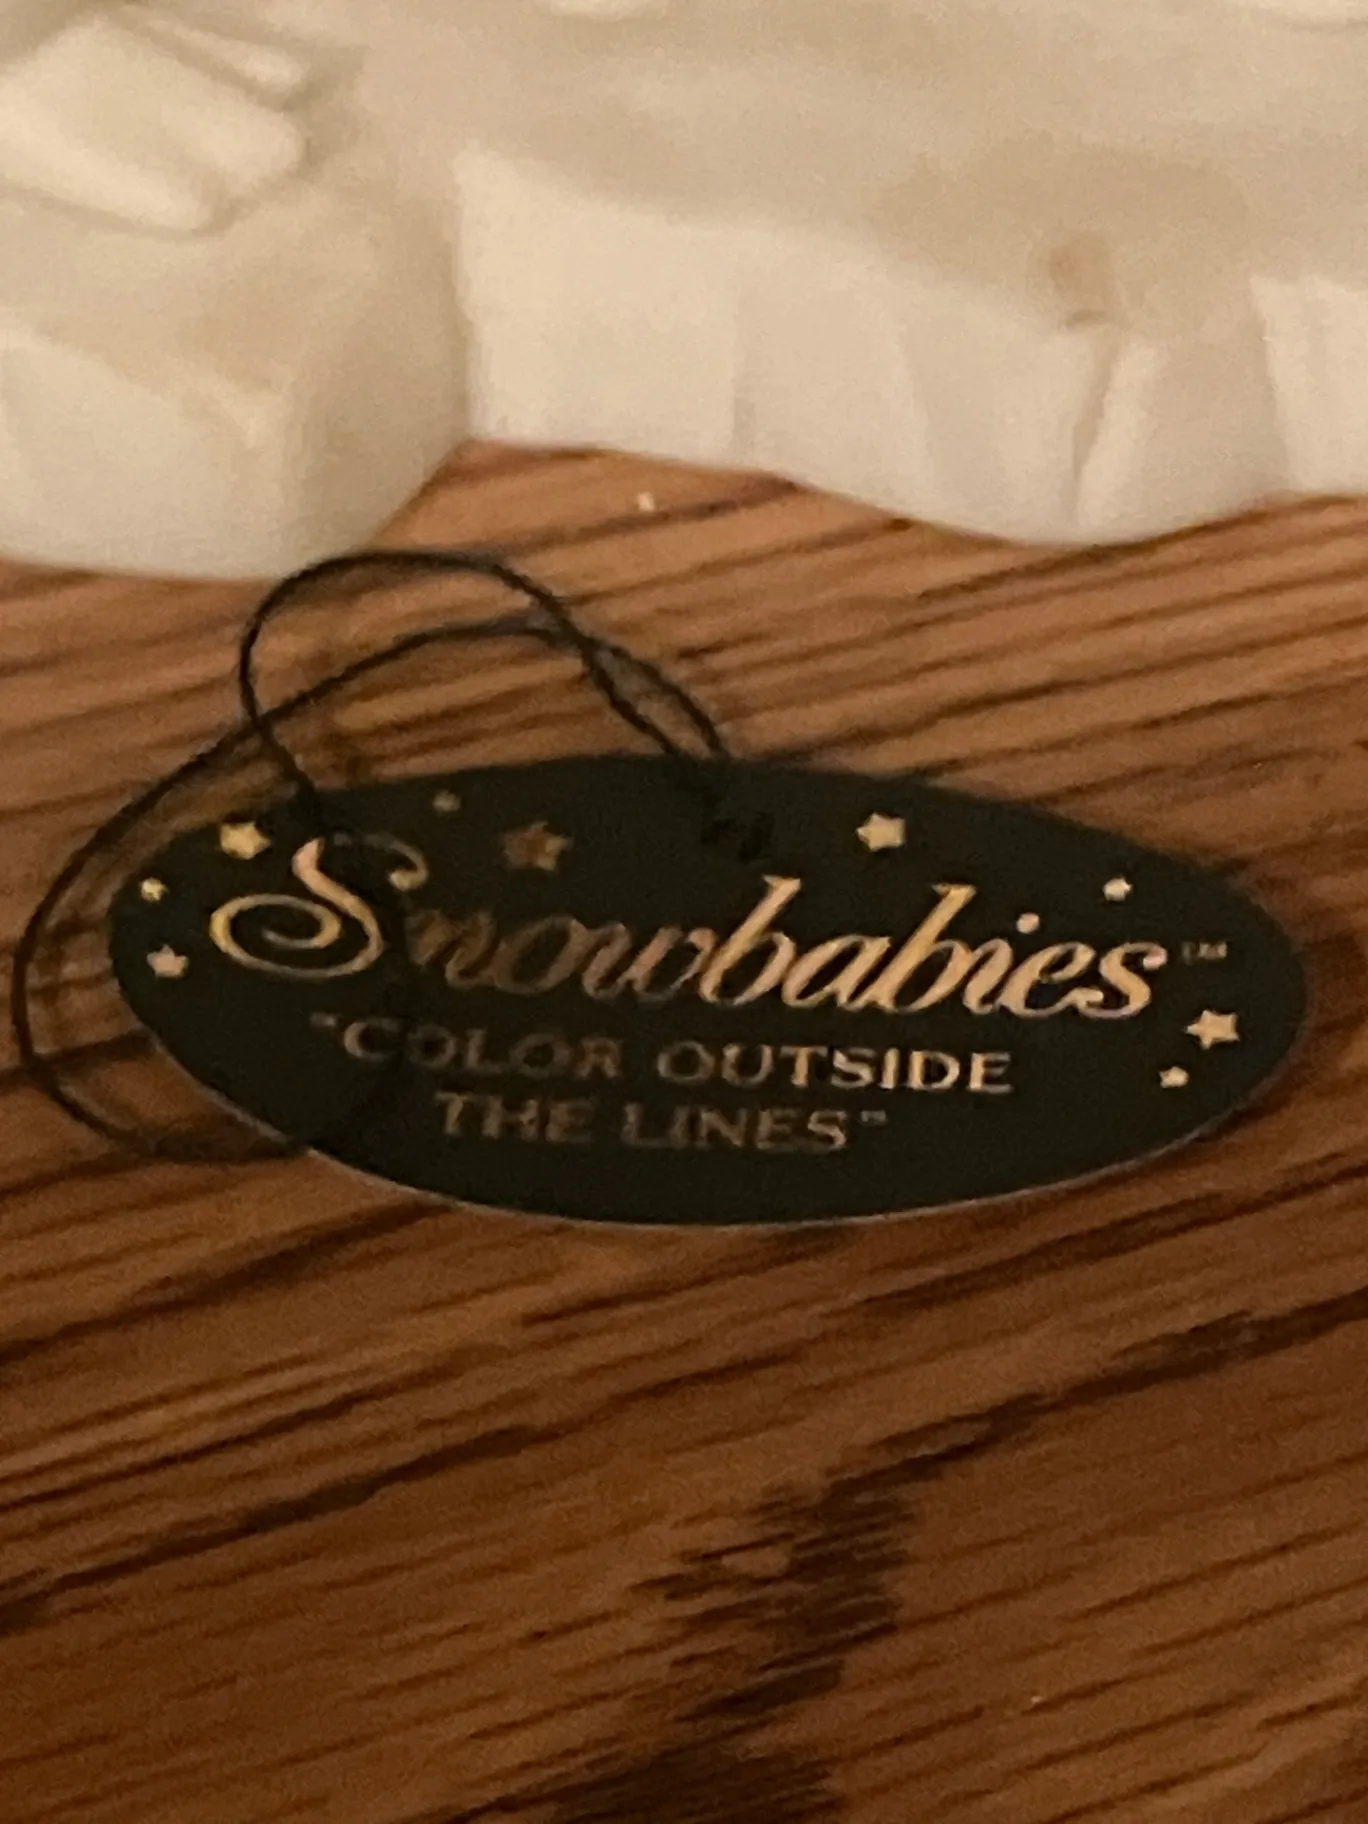 Snowbabies™
"COLOR OUTSIDE
THE LINES"